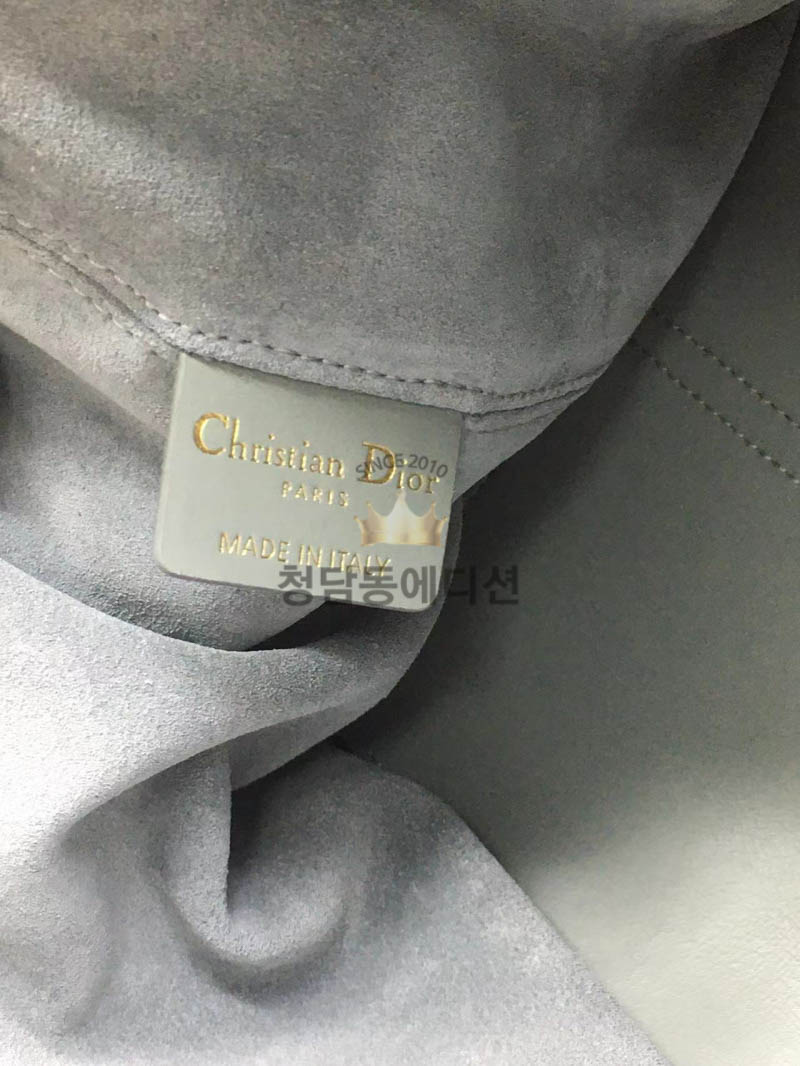 Christian Dior
PARIS
MADE IN ITALY
SINCE 2010
청담동에디션